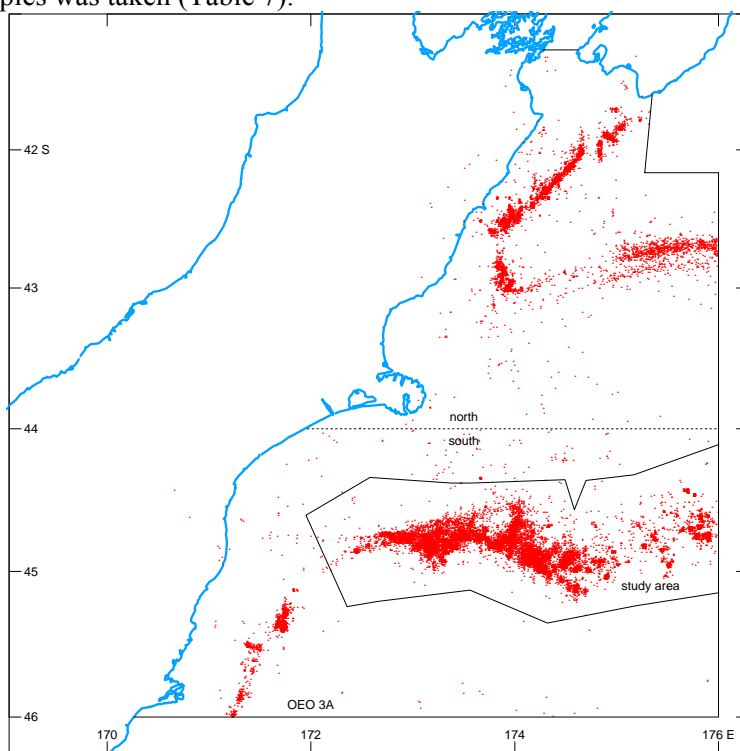 ples was taken (Table 7).
42 S
43
north
44
south
45
study area
OEO 3A
46
170
172
174
176 E